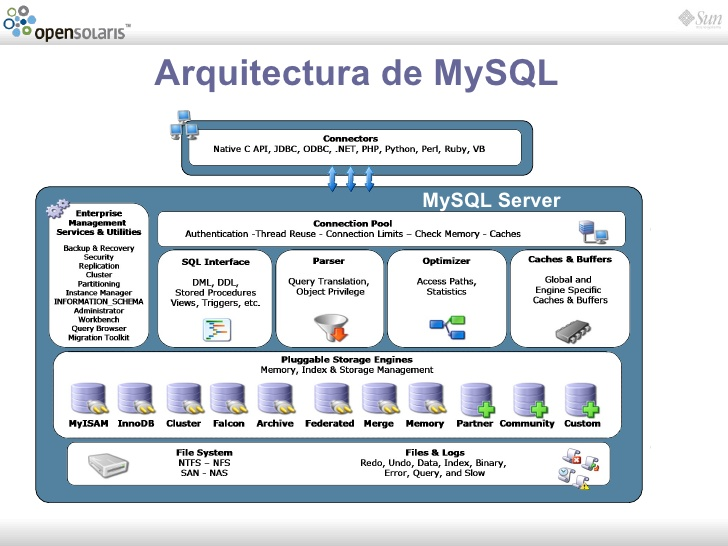 opensolaris™
Sun
Arquitectura de MySQL
Connectors
Native C API, JDBC, ODBC, .NET, PHP, Python, Perl, Ruby, VB
MySQL Server
Enterprise
Management
Services & Utilities
Backup & Recovery
Security
Replication
Cluster
Partitioning
Instance Manager
INFORMATION_SCHEMA
Administrator
Workbench
Query Browser
Migration Toolkit
Connection Pool
Authentication -Thread Reuse - Connection Limits – Check Memory - Caches
SQL Interface
DML, DDL,
Stored Procedures
Views, Triggers, etc.
Parser
Query Translation,
Object Privilege
Optimizer
Access Paths,
Statistics
Caches & Buffers
Global and
Engine Specific
Caches & Buffers
Pluggable Storage Engines
Memory, Index & Storage Management
MyISAM InnoDB Cluster Falcon Archive Federated Merge Memory Partner Community Custom
File System
NTFS – NFS
SAN - NAS
Files & Logs
Redo, Undo, Data, Index, Binary,
Error, Query, and Slow